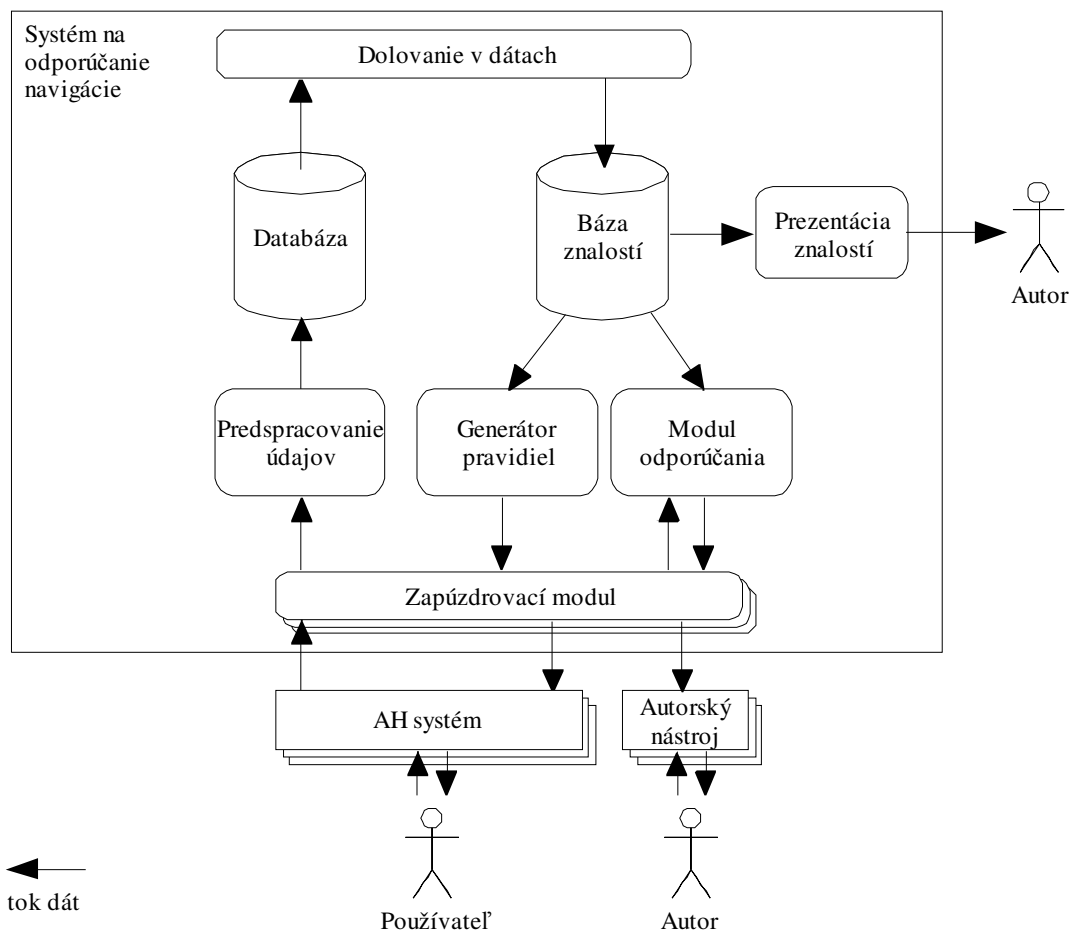 Systém na
odporúčanie
navigácie
Dolovanie v dátach
Databáza
Báza
znalostí
Prezentácia
znalostí
Autor
Predspracovanie
údajov
Generátor
pravidiel
Modul
odporúčania
Zapúzdrovací modul
AH systém
Autorský
nástroj
tok dát
Používateľ
Autor